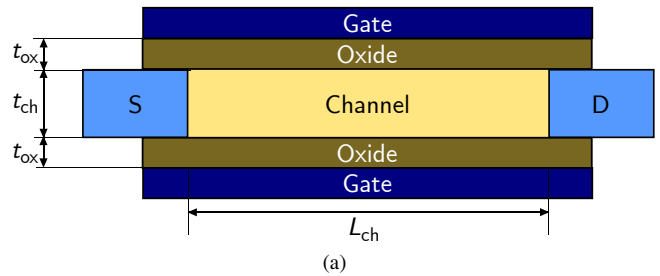 Gate
t_ox
Oxide
t_ch
S
Channel
D
t_ox
Oxide
Gate
L_ch
(a)